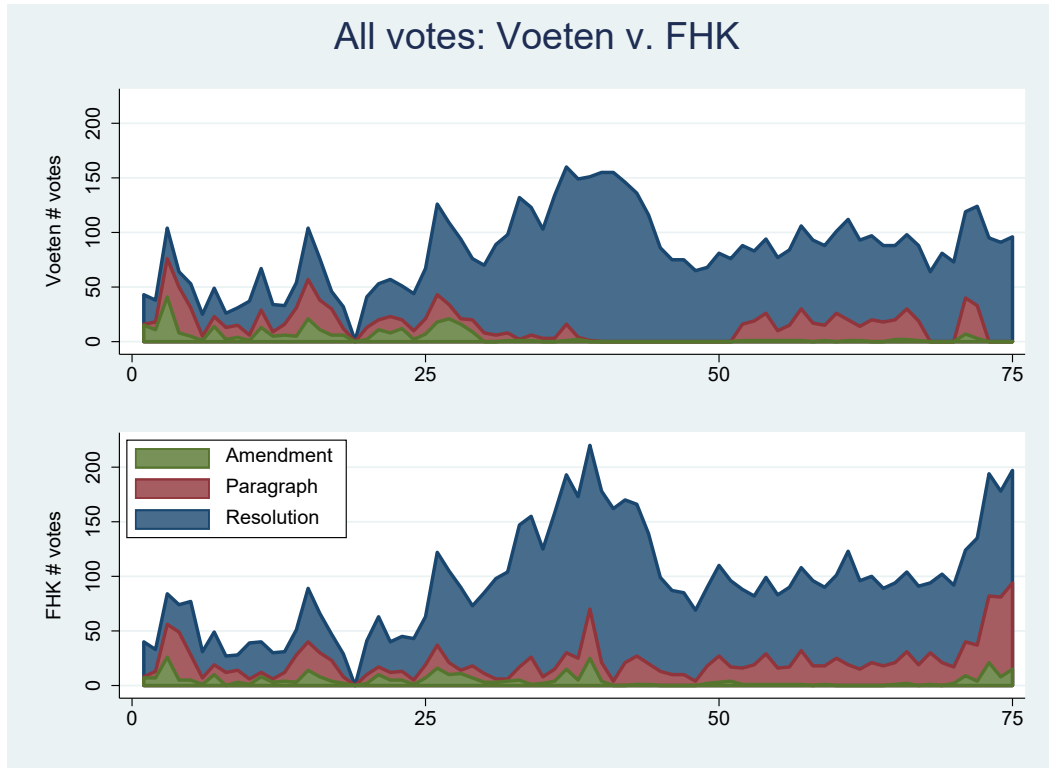 All votes: Voeten v. FHK
Voeten # votes
200
150
100
50
0
0 25 50 75
FHK # votes
200
150
100
50
0
Amendment
Paragraph
Resolution
0 25 50 75